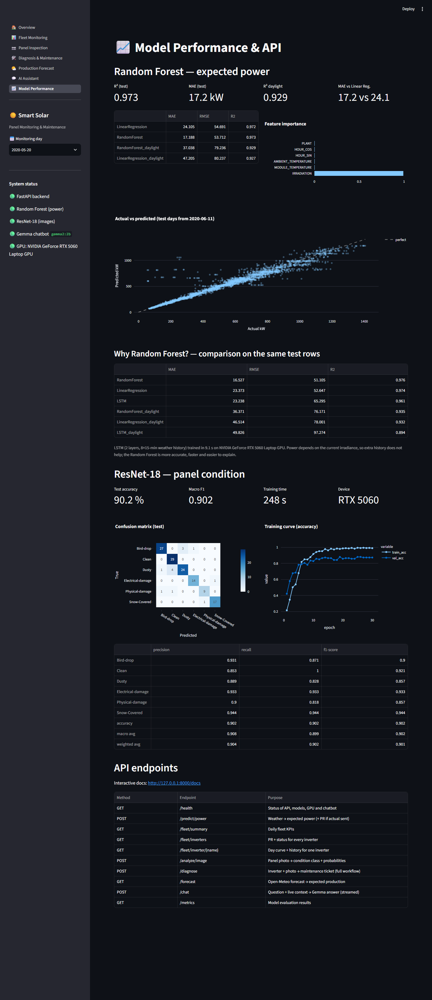 Deploy
Overview
Fleet Monitoring
Panel Inspection
Diagnosis & Maintenance
Production Forecast
AI Assistant
Model Performance
Smart Solar
Panel Monitoring & Maintenance
Monitoring day
2020-05-20
System status
FastAPI backend
Random Forest (power)
ResNet-18 (images)
Gemma chatbot gemma2:2b
GPU: NVIDIA GeForce RTX 5060
Laptop GPU
Model Performance & API
Random Forest — expected power
R² (test) MAE (test) R² daylight MAE vs Linear Reg.
0.973 17.2 kW 0.929 17.2 vs 24.1
MAE RMSE R2
LinearRegression 24.105 54.691 0.972
RandomForest 17.188 53.712 0.973
RandomForest_daylight 37.038 79.236 0.929
LinearRegression_daylight 47.205 80.237 0.927
Feature importance
PLANT
HOUR_COS
HOUR_SIN
AMBIENT_TEMPERATURE
MODULE_TEMPERATURE
IRRADIATION
0 0.5 1
Actual vs predicted (test days from 2020-06-11)
perfect
Predicted kW
1000
500
0
0 200 400 600 800 1000 1200 1400
Actual kW
Why Random Forest? — comparison on the same test rows
MAE RMSE R2
RandomForest 16.527 51.105 0.976
LinearRegression 23.373 52.647 0.974
LSTM 23.238 65.295 0.961
RandomForest_daylight 36.371 76.171 0.935
LinearRegression_daylight 46.514 78.001 0.932
LSTM_daylight 49.826 97.274 0.894
LSTM (2 layers, 8×15-min weather history) trained in 9.1 s on NVIDIA GeForce RTX 5060 Laptop GPU. Power depends on the current irradiance, so extra history does not
help; the Random Forest is more accurate, faster and easier to explain.
ResNet-18 — panel condition
Test accuracy Macro F1 Training time Device
90.2 % 0.902 248 s RTX 5060
Confusion matrix (test)
True
Bird-drop 27 0 3 1 0 0
Clean 0 29 0 0 0 0
Dusty 1 4 24 0 0 0
Electrical-damage 0 0 0 14 0 1
Physical-damage 1 1 0 0 9 0
Snow-Covered 0 0 0 0 1 17
Bird-drop Clean Dusty Electrical-damage Physical-damage Snow-Covered
Predicted
20
10
0
Training curve (accuracy)
value
1
0.8
0.6
0.4
0.2
0 10 20 30
epoch
variable
train_acc
val_acc
precision recall f1-score
Bird-drop 0.931 0.871 0.9
Clean 0.853 1 0.921
Dusty 0.889 0.828 0.857
Electrical-damage 0.933 0.933 0.933
Physical-damage 0.9 0.818 0.857
Snow-Covered 0.944 0.944 0.944
accuracy 0.902 0.902 0.902
macro avg 0.908 0.899 0.902
weighted avg 0.904 0.902 0.901
API endpoints
Interactive docs: http://127.0.0.1:8000/docs
Method Endpoint Purpose
GET /health Status of API, models, GPU and chatbot
POST /predict/power Weather → expected power (+ PR if actual sent)
GET /fleet/summary Daily fleet KPIs
GET /fleet/inverters PR + status for every inverter
GET /fleet/inverter/{name} Day curve + history for one inverter
POST /analyze/image Panel photo → condition class + probabilities
POST /diagnose Inverter + photo → maintenance ticket (full workflow)
GET /forecast Open-Meteo forecast → expected production
POST /chat Question + live context → Gemma answer (streamed)
GET /metrics Model evaluation results